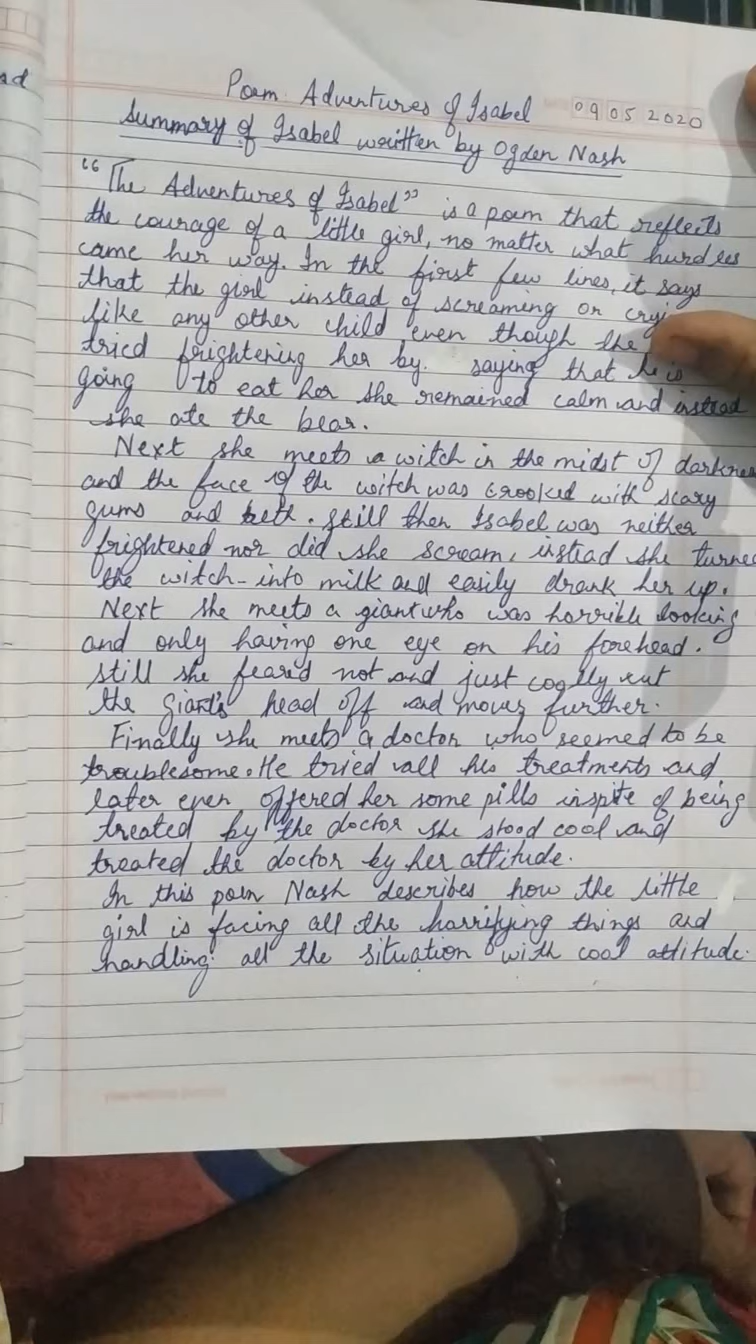 ad
Poem: Adventures of Isabel 09052020
Summary of Isabel written by Ogden Nash
"The Adventures of Isabel" is a poem that reflects
the courage of a little girl, no matter what hurdles
came her way. In the first few lines, it says
that the girl instead of screaming or
like any other child even though the
tried frightening her by. saying that he is
going to eat her she remained calm and instead
she ate the bear.
Next she meets a witch in the midst of
and the face of the witch was crooked with scary
gums and teeth. still then Isabel was neither
frightened nor did she scream, instead she
the witch into milk and easily drank her up.
Next she meets a giant who was horrible looking
and only having one eye on his forehead.
still she feared not and just coolly cut
the giant's head off and moves further.
Finally she meets a doctor who seemed to be
troublesome. He tried all his treatments and
later even offered her some pills inspite of being
treated by the doctor she stood cool and
treated the doctor by her attitude.
In this poem Nash describes how the little
girl is facing all the horrifying things and
handling all the situation with cool attitude.